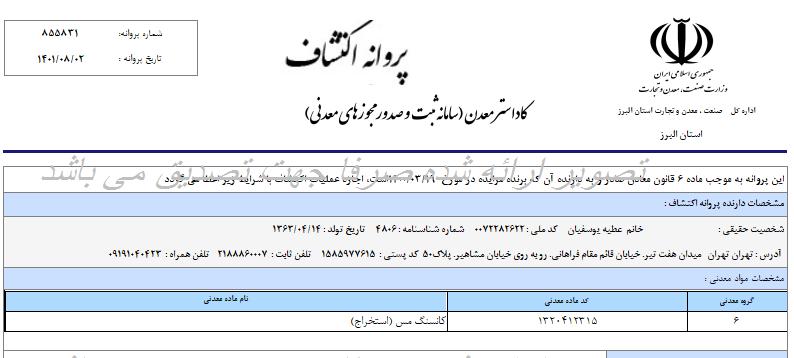 شماره پروانه: ۸۵۵۸۳۱
تاریخ پروانه : ۱۴۰۱/۰۸/۰۲
پروانه اکتشاف
کاداستر معدن (سامانه ثبت و صدور مجوزهای معدنی)
جمهوری اسلامی ایران
وزارت صنعت، معدن و تجارت
اداره کل صنعت ، معدن و تجارت استان البرز
استان البرز
تصویر ارائه شده صرفا جهت تصدیق می باشد
این پروانه به موجب ماده ۶ قانون معادن صادر و به دارنده آن که برنده مزایده در مورخ است، اجازه عملیات اکتشاف با شرایط زیر اعطا می گردد
مشخصات دارنده پروانه اکتشاف :
شخصیت حقیقی : خانم عطیه یوسفیان کد ملی : ۰۰۷۲۲۸۲۶۲۲ شماره شناسنامه : ۴۸۰۶ تاریخ تولد : ۱۳۶۳/۰۴/۱۴
آدرس : تهران تهران میدان هفت تیر. خیابان قائم مقام فراهانی. روبه روی خیابان مشاهیر. پلاک۵۰ کد پستی : ۱۵۸۵۹۷۷۶۱۵ تلفن ثابت : ۲۱۸۸۸۶۰۰۰۷ تلفن همراه : ۰۹۱۹۱۰۴۰۴۲۳
مشخصات مواد معدنی :
گروه معدنی کد ماده معدنی نام ماده معدنی
۶ ۱۳۲۰۴۱۲۳۱۵ کانسنگ مس (استخراج)